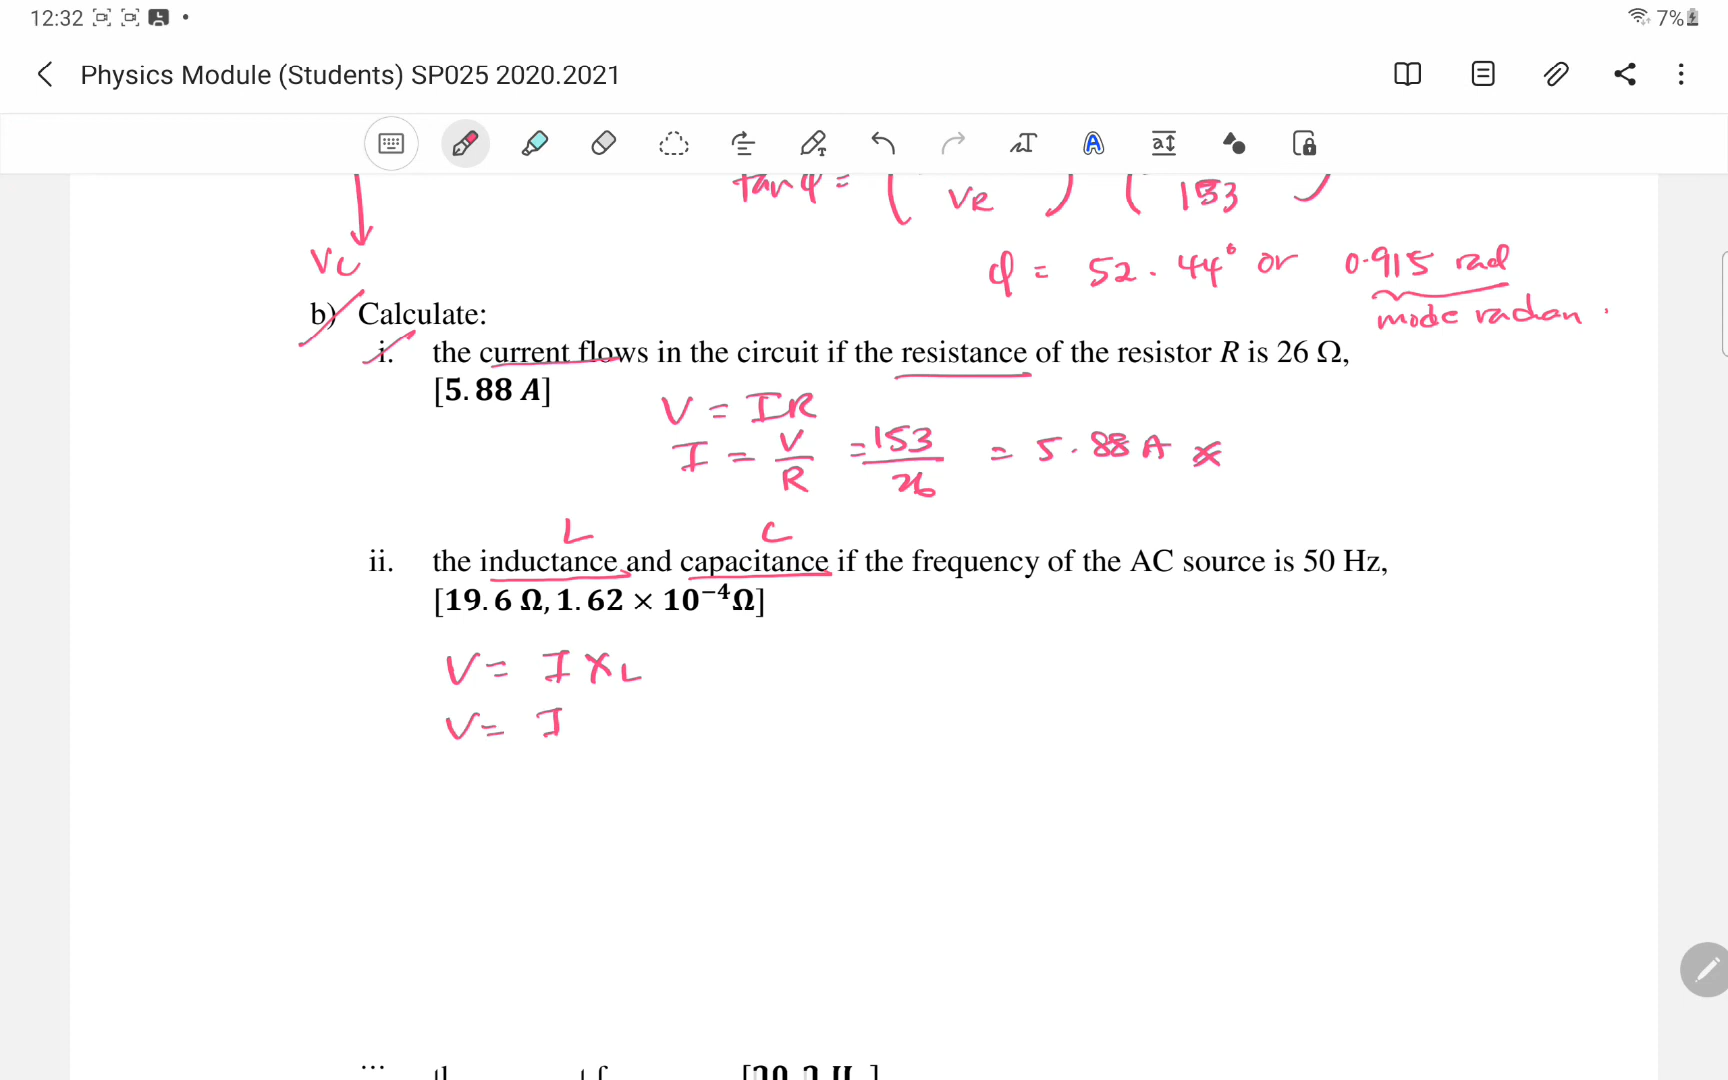 12:32
7%
Physics Module (Students) SP025 2020.2021
tan φ = ( VR ) ( 153 )
VC
φ = 52.44° or 0.915 rad
mode radian.
b) Calculate:
i. the current flows in the circuit if the resistance of the resistor R is 26 Ω,
[5.88 A]
V = IR
I = V/R = 153/26 = 5.88 A
L C
ii. the inductance and capacitance if the frequency of the AC source is 50 Hz,
[19.6 Ω, 1.62 × 10⁻⁴Ω]
V = I XL
V = I